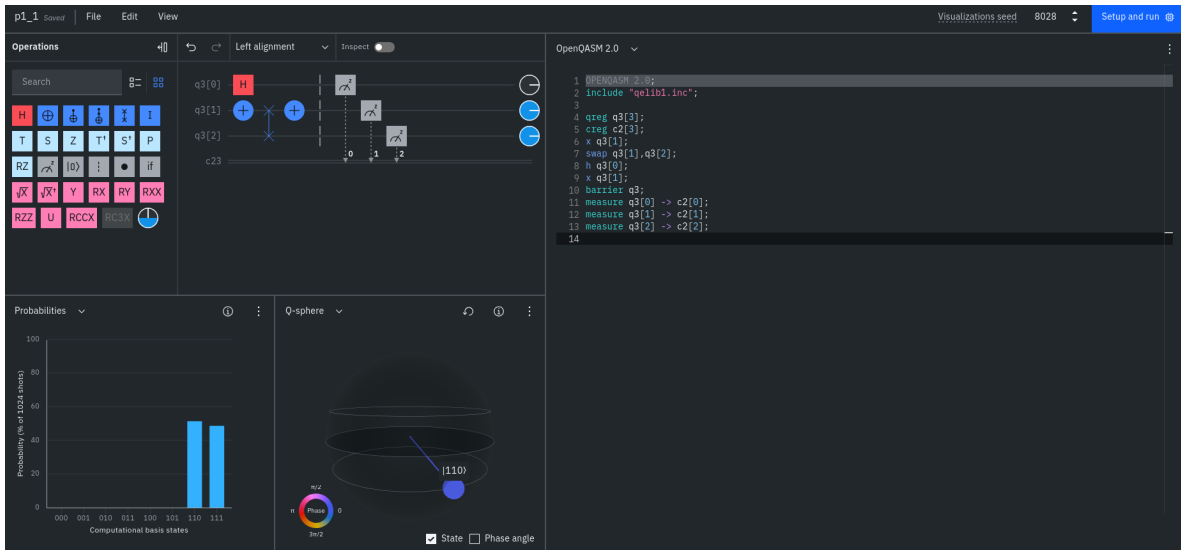 p1_1 Saved File Edit View Visualizations seed 8028 Setup and run
Operations
Search
H I
T S Z T† S† P
RZ z |0⟩ if
√X √X† Y RX RY RXX
RZZ U RCCX RC3X
Left alignment Inspect
q3[0] H z
q3[1] z
q3[2] z
c23 0 1 2
OpenQASM 2.0
1 OPENQASM 2.0;
2 include "qelib1.inc";
3
4 qreg q3[3];
5 creg c2[3];
6 x q3[1];
7 swap q3[1],q3[2];
8 h q3[0];
9 x q3[1];
10 barrier q3;
11 measure q3[0] -> c2[0];
12 measure q3[1] -> c2[1];
13 measure q3[2] -> c2[2];
14
Probabilities
Probability (% of 1024 shots)
100
80
60
40
20
0
000 001 010 011 100 101 110 111
Computational basis states
Q-sphere
|110⟩
π/2
π Phase 0
3π/2
State Phase angle